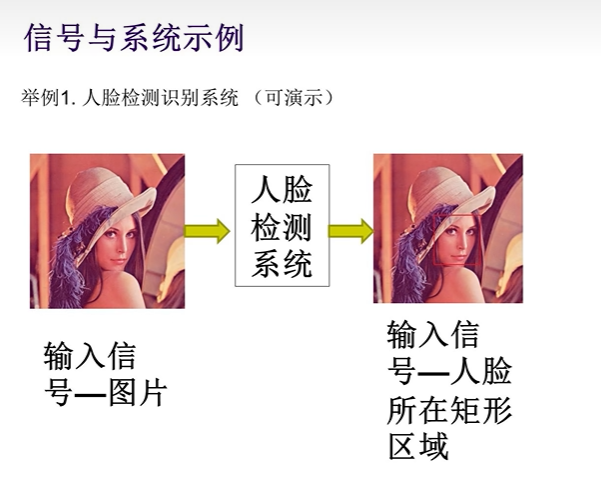 信号与系统示例
举例1. 人脸检测识别系统 （可演示）
人脸
检测
系统
输入信
号—图片
输入信
号—人脸
所在矩形
区域